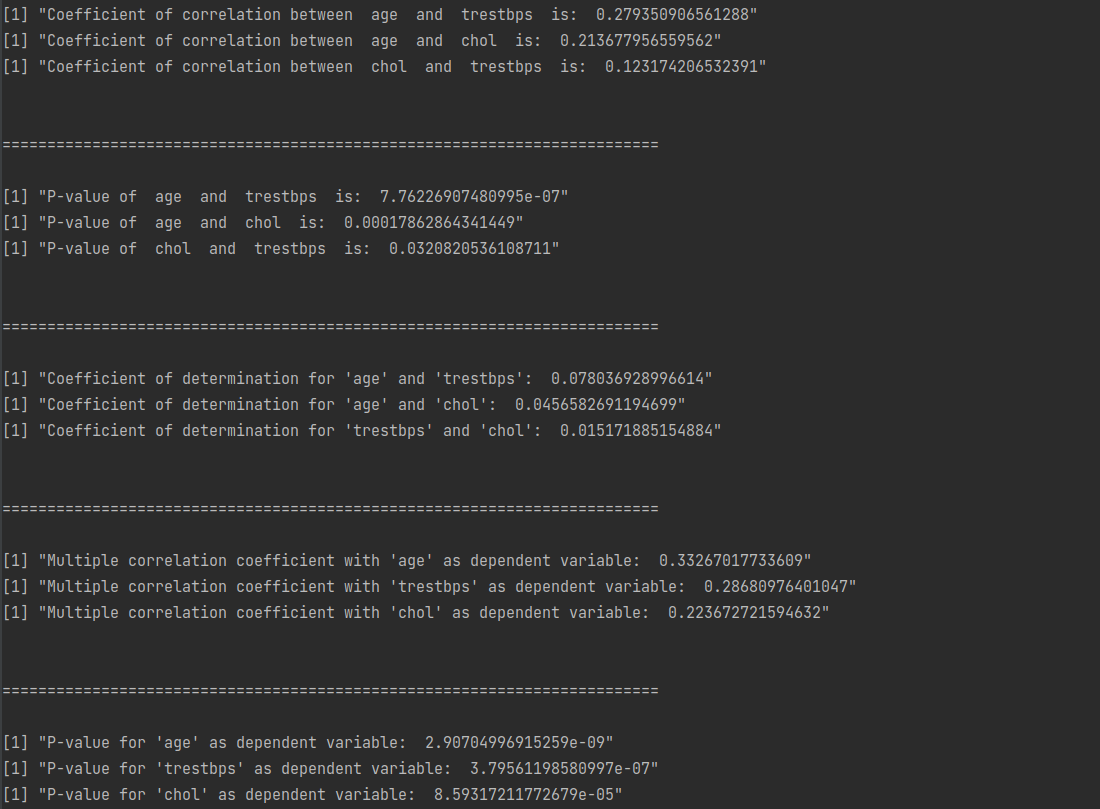 [1] "Coefficient of correlation between  age  and  trestbps  is:  0.279350906561288"
[1] "Coefficient of correlation between  age  and  chol  is:  0.213677956559562"
[1] "Coefficient of correlation between  chol  and  trestbps  is:  0.123174206532391"
=========================================================================
[1] "P-value of  age  and  trestbps  is:  7.76226907480995e-07"
[1] "P-value of  age  and  chol  is:  0.00017862864341449"
[1] "P-value of  chol  and  trestbps  is:  0.0320820536108711"
=========================================================================
[1] "Coefficient of determination for 'age' and 'trestbps':  0.078036928996614"
[1] "Coefficient of determination for 'age' and 'chol':  0.0456582691194699"
[1] "Coefficient of determination for 'trestbps' and 'chol':  0.015171885154884"
=========================================================================
[1] "Multiple correlation coefficient with 'age' as dependent variable:  0.33267017733609"
[1] "Multiple correlation coefficient with 'trestbps' as dependent variable:  0.28680976401047"
[1] "Multiple correlation coefficient with 'chol' as dependent variable:  0.223672721594632"
=========================================================================
[1] "P-value for 'age' as dependent variable:  2.90704996915259e-09"
[1] "P-value for 'trestbps' as dependent variable:  3.79561198580997e-07"
[1] "P-value for 'chol' as dependent variable:  8.59317211772679e-05"